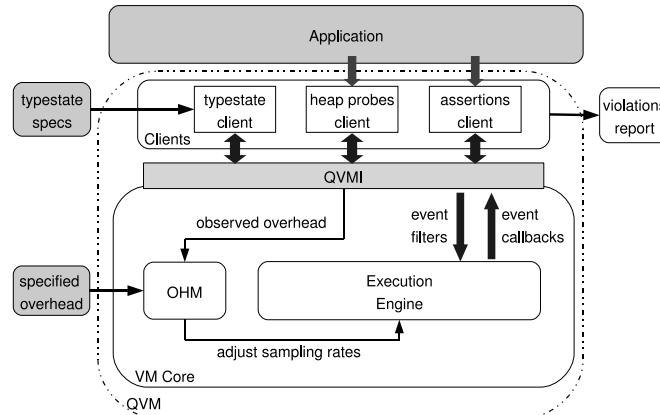 Application
typestate
specs
typestate
client
heap probes
client
assertions
client
Clients
violations
report
QVMI
observed overhead
event
filters
event
callbacks
specified
overhead
OHM
Execution
Engine
adjust sampling rates
VM Core
QVM